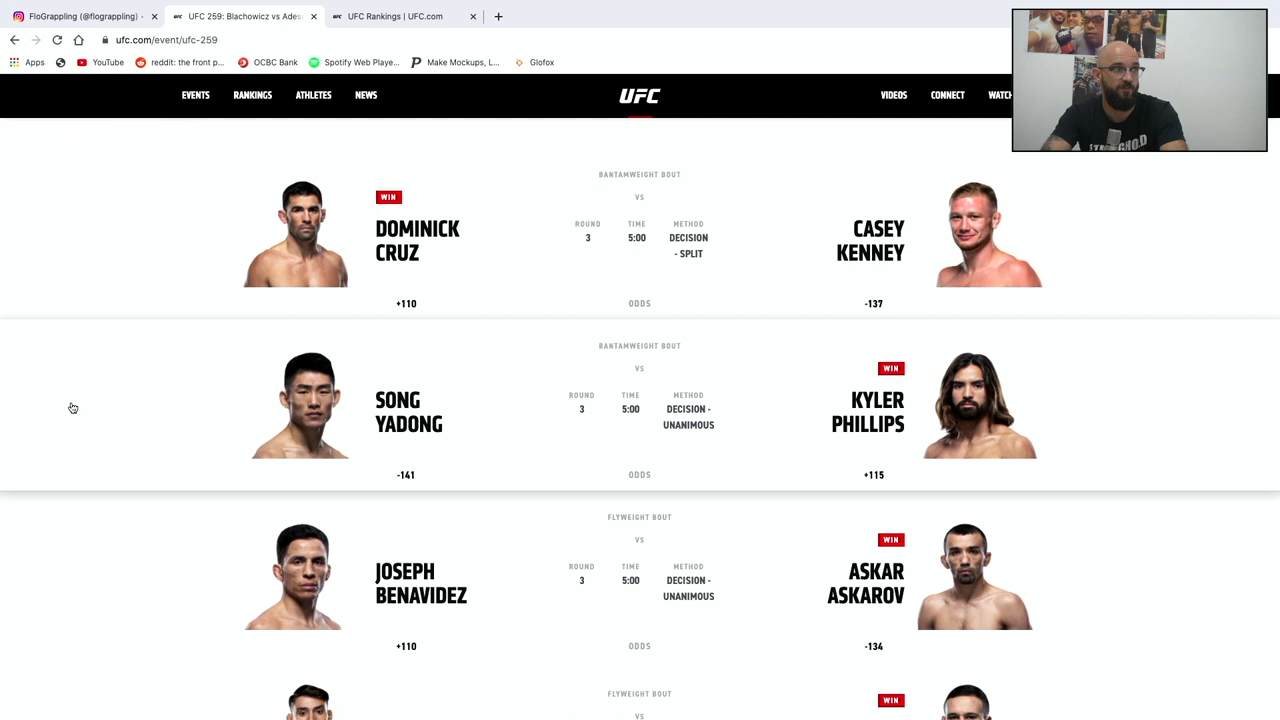 FloGrappling (@flograppling) -
UFC 259: Blachowicz vs Ades
UFC Rankings | UFC.com
ufc.com/event/ufc-259
Apps
YouTube
reddit: the front p...
OCBC Bank
Spotify Web Playe...
Make Mockups, L...
Glofox
EVENTS
RANKINGS
ATHLETES
NEWS
UFC
VIDEOS
CONNECT
WATCH
BANTAMWEIGHT BOUT
WIN
VS
DOMINICK
CRUZ
ROUND
TIME
METHOD
3
5:00
DECISION
- SPLIT
CASEY
KENNEY
+110
ODDS
-137
BANTAMWEIGHT BOUT
VS
WIN
SONG
YADONG
ROUND
TIME
METHOD
3
5:00
DECISION -
UNANIMOUS
KYLER
PHILLIPS
-141
ODDS
+115
FLYWEIGHT BOUT
VS
WIN
JOSEPH
BENAVIDEZ
ROUND
TIME
METHOD
3
5:00
DECISION -
UNANIMOUS
ASKAR
ASKAROV
+110
ODDS
-134
FLYWEIGHT BOUT
WIN
VS